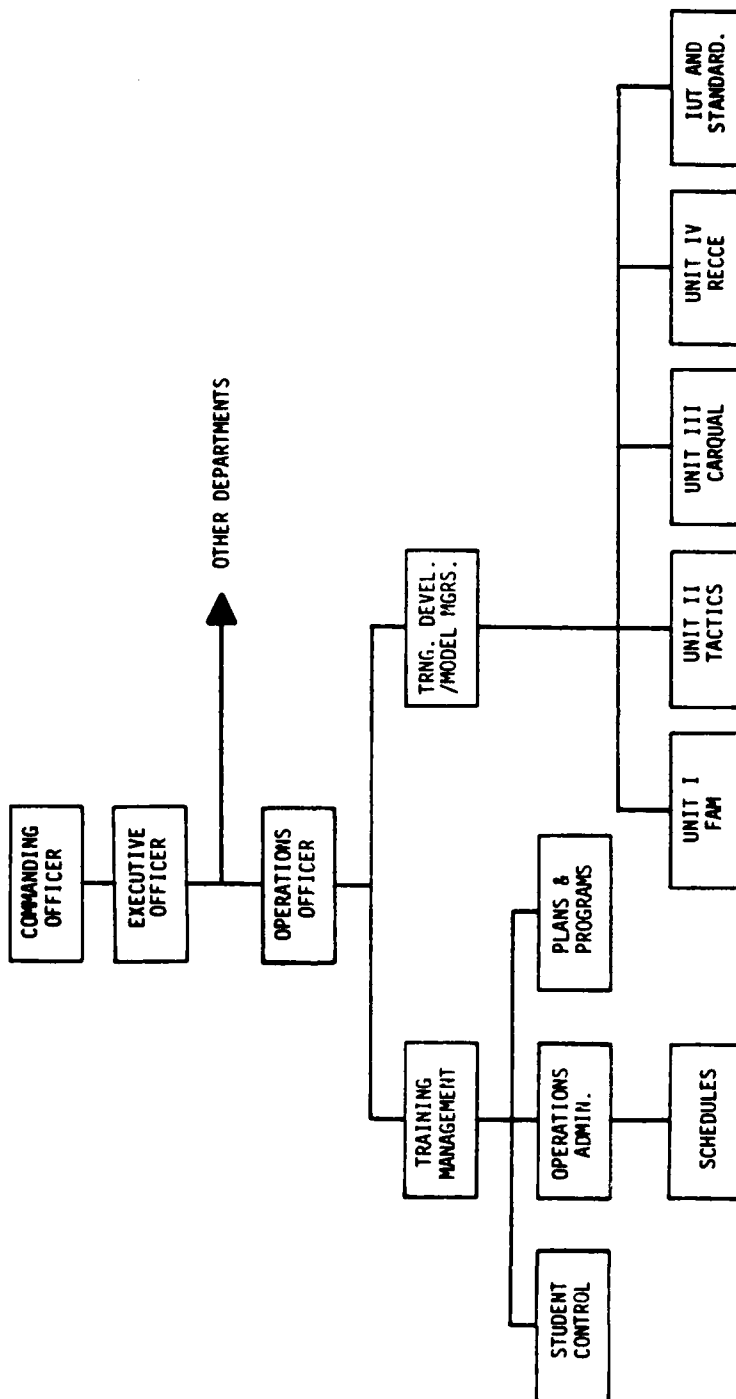 COMMANDING
OFFICER
EXECUTIVE
OFFICER
OTHER DEPARTMENTS
OPERATIONS
OFFICER
TRAINING
MANAGEMENT
TRNG. DEVEL.
/MODEL MGRS.
STUDENT
CONTROL
OPERATIONS
ADMIN.
PLANS &
PROGRAMS
SCHEDULES
UNIT I
FAM
UNIT II
TACTICS
UNIT III
CARQUAL
UNIT IV
RECCE
IUT AND
STANDARD.